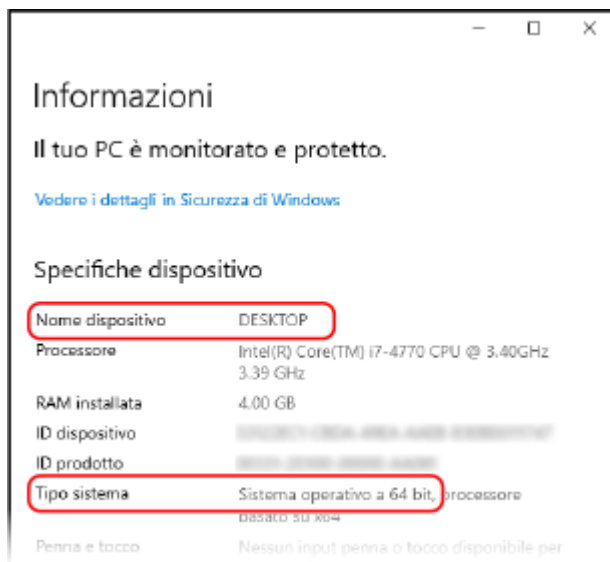 Informazioni
Il tuo PC è monitorato e protetto.
Vedere i dettagli in Sicurezza di Windows
Specifiche dispositivo
Nome dispositivo DESKTOP
Processore Intel(R) Core(TM) i7-4770 CPU @ 3.40GHz
3.39 GHz
RAM installata 4.00 GB
ID dispositivo
ID prodotto
Tipo sistema Sistema operativo a 64 bit, processore
basato su x64
Penna e tocco Nessun input penna o tocco disponibile per